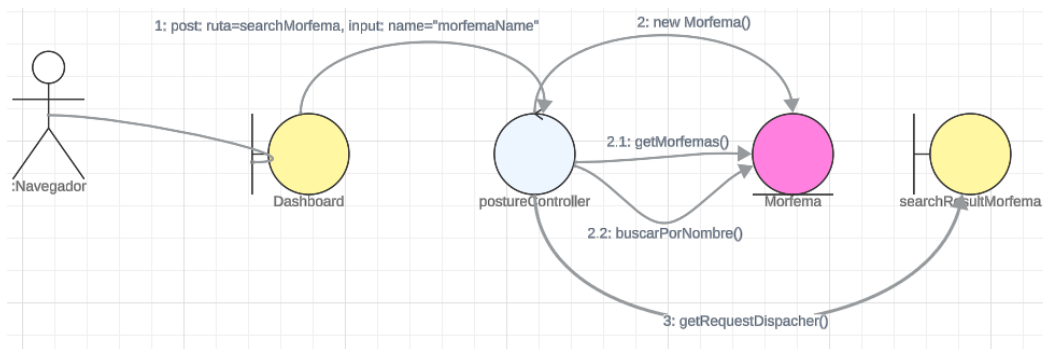 1: post: ruta=searchMorfema, input: name="morfemaName"
2: new Morfema()
2.1: getMorfemas()
:Navegador
Dashboard
postureController
Morfema
searchResultMorfema
2.2: buscarPorNombre()
3: getRequestDispacher()